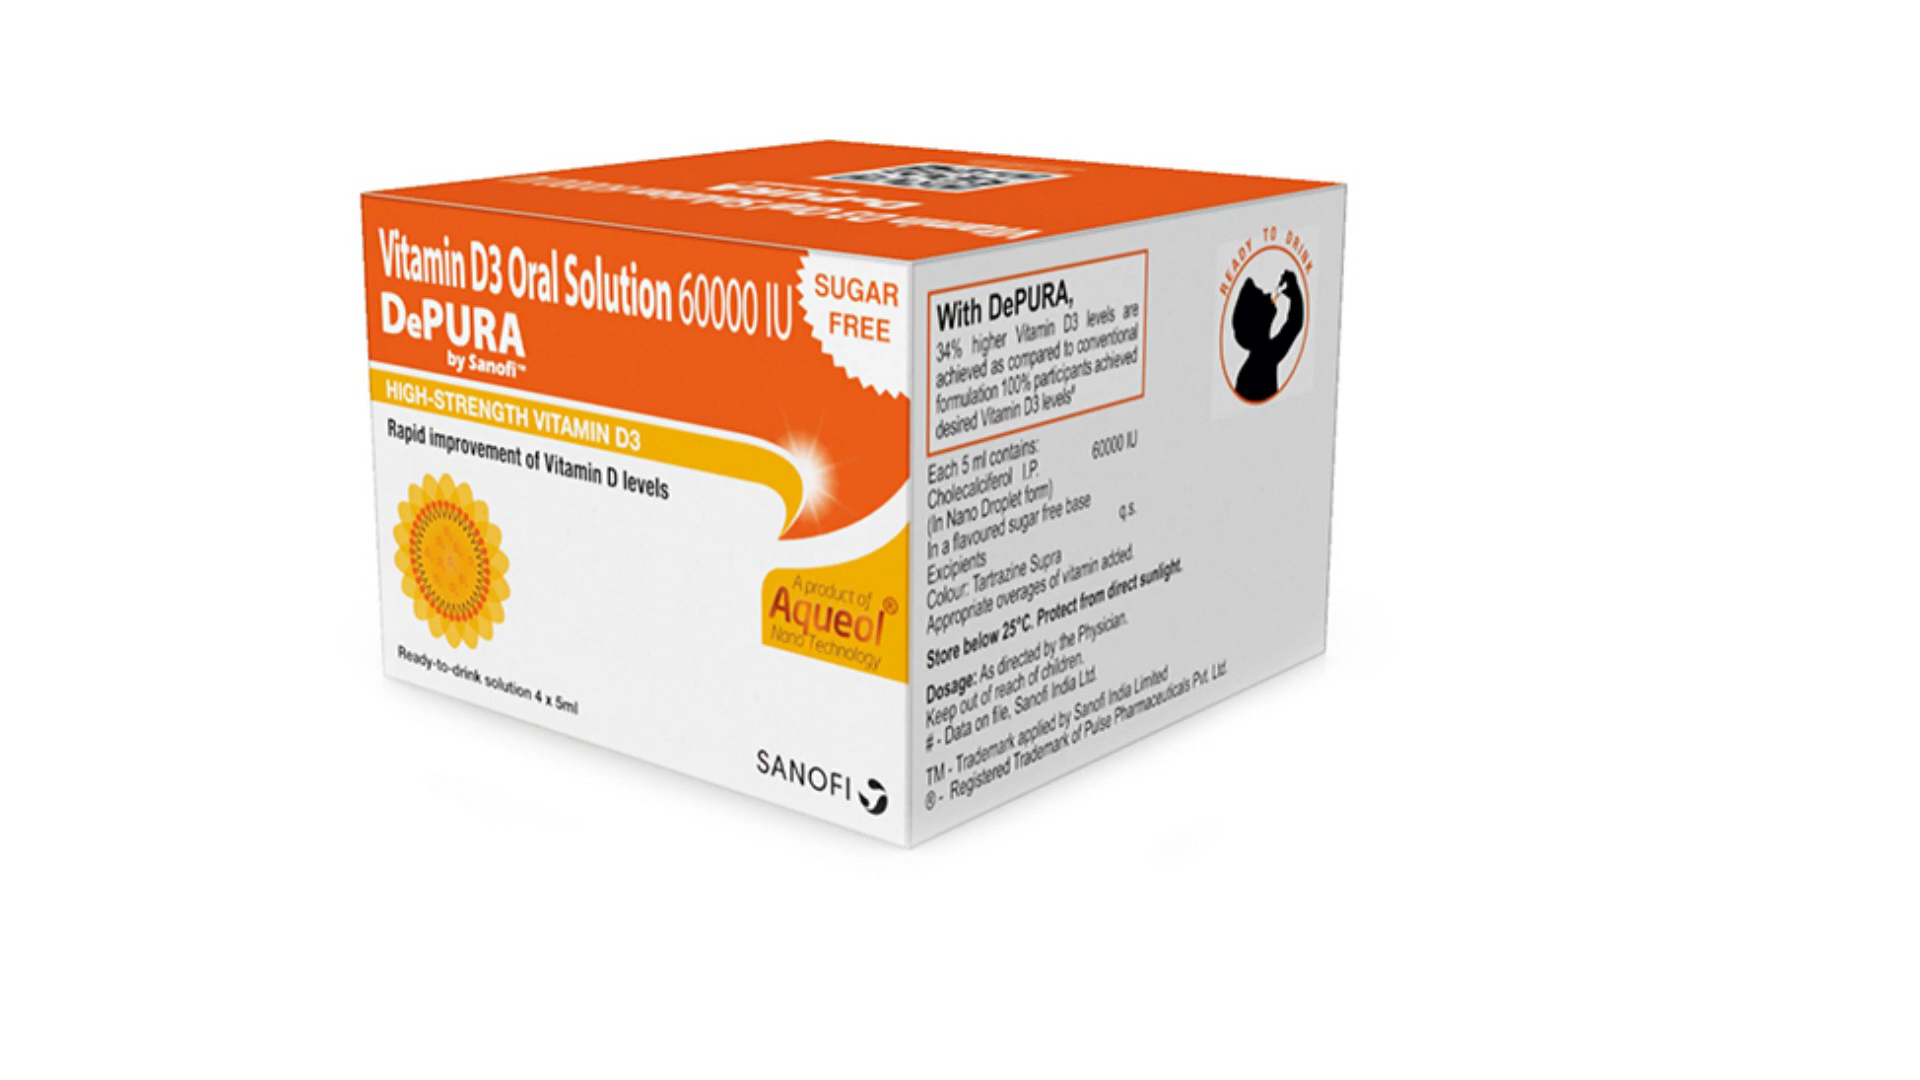 Vitamin D3 Oral Solution 60000 IU
DePURA
by Sanofi™
SUGAR
FREE
HIGH-STRENGTH VITAMIN D3
Rapid improvement of Vitamin D levels
A product of
Aqueol®
Nano Technology
Ready-to-drink solution 4 x 5ml
SANOFI
Vitamin D3 Oral Solution
DePURA
With DePURA,
34% higher Vitamin D3 levels are
achieved as compared to conventional
formulation 100% participants achieved
desired Vitamin D3 levels#
READY TO DRINK
Each 5 ml contains:
Cholecalciferol I.P. 60000 IU
(In Nano Droplet form)
In a flavoured sugar free base
Excipients q.s.
Colour: Tartrazine Supra
Appropriate overages of vitamin added.
Store below 25°C. Protect from direct sunlight.
Dosage: As directed by the Physician.
Keep out of reach of children.
# - Data on file, Sanofi India Ltd.
TM - Trademark applied by Sanofi India Limited
® - Registered Trademark of Pulse Pharmaceuticals Pvt. Ltd.